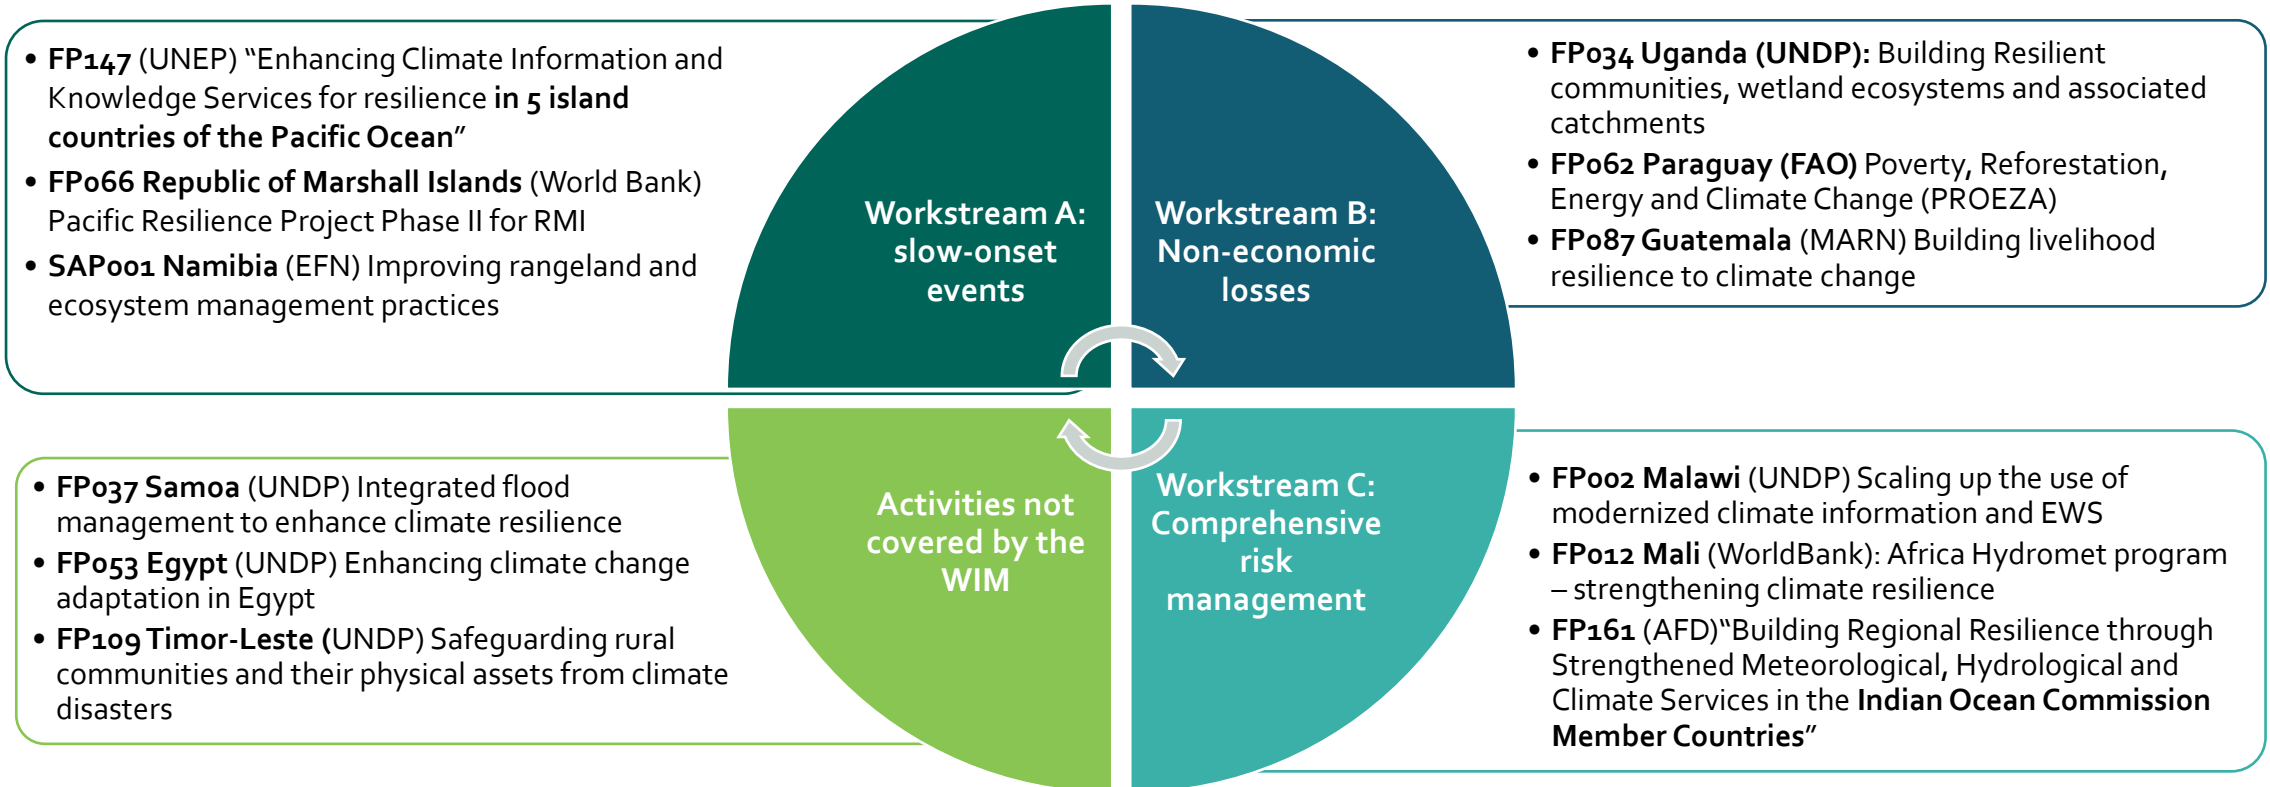 • FP147 (UNEP) “Enhancing Climate Information and
Knowledge Services for resilience in 5 island
countries of the Pacific Ocean”
• FP066 Republic of Marshall Islands (World Bank)
Pacific Resilience Project Phase II for RMI
• SAP001 Namibia (EFN) Improving rangeland and
ecosystem management practices
Workstream A:
slow-onset
events
Workstream B:
Non-economic
losses
• FP034 Uganda (UNDP): Building Resilient
communities, wetland ecosystems and associated
catchments
• FP062 Paraguay (FAO) Poverty, Reforestation,
Energy and Climate Change (PROEZA)
• FP087 Guatemala (MARN) Building livelihood
resilience to climate change
• FP037 Samoa (UNDP) Integrated flood
management to enhance climate resilience
• FP053 Egypt (UNDP) Enhancing climate change
adaptation in Egypt
• FP109 Timor-Leste (UNDP) Safeguarding rural
communities and their physical assets from climate
disasters
Activities not
covered by the
WIM
Workstream C:
Comprehensive
risk
management
• FP002 Malawi (UNDP) Scaling up the use of
modernized climate information and EWS
• FP012 Mali (WorldBank): Africa Hydromet program
– strengthening climate resilience
• FP161 (AFD)“Building Regional Resilience through
Strengthened Meteorological, Hydrological and
Climate Services in the Indian Ocean Commission
Member Countries”